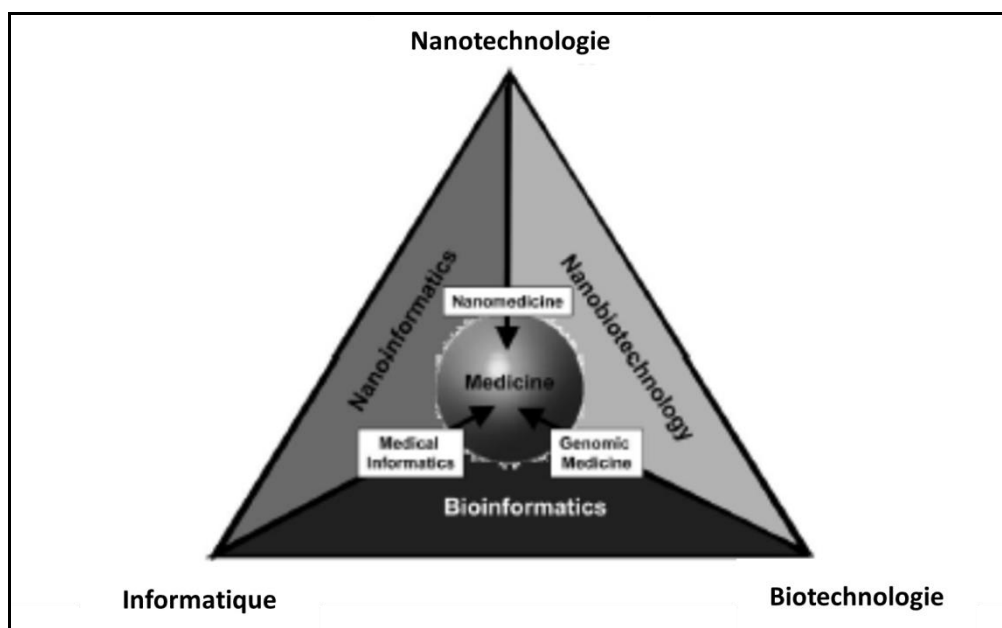 Nanotechnologie
Nanoinformatics
Nanobiotechnology
Nanomedicine
Medicine
Medical
Informatics
Genomic
Medicine
Bioinformatics
Informatique
Biotechnologie